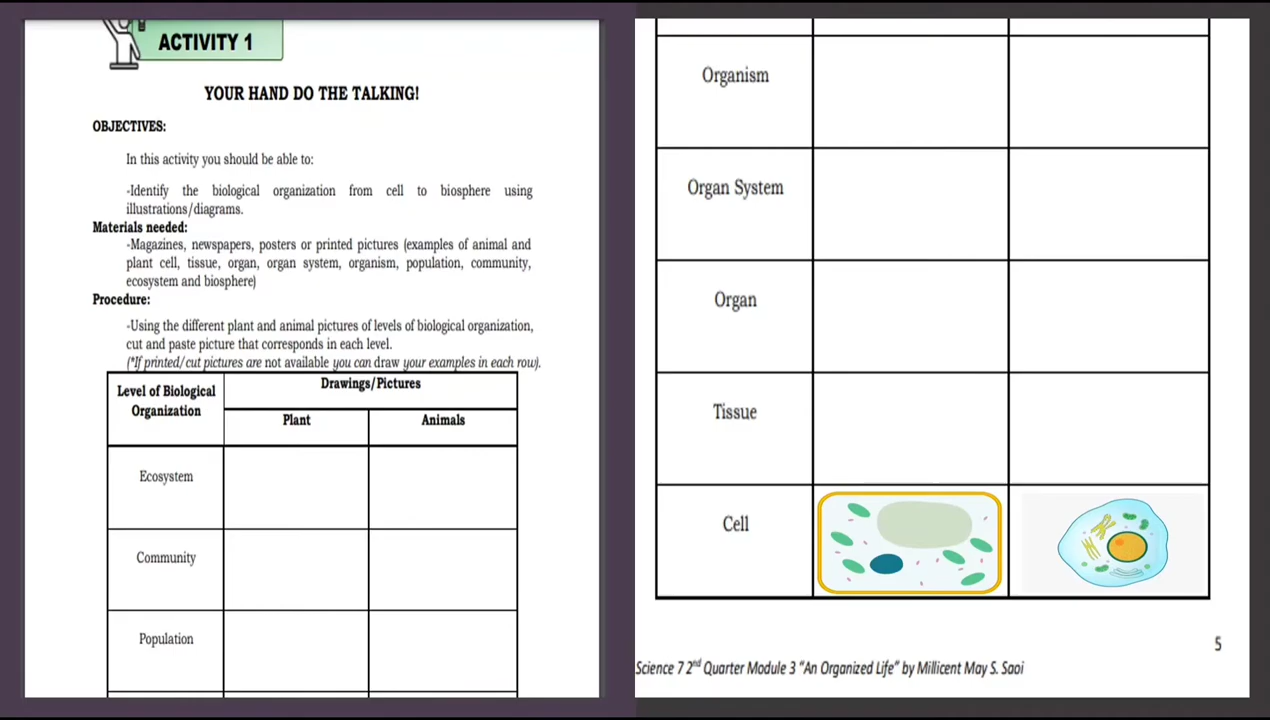 ACTIVITY 1
YOUR HAND DO THE TALKING!
OBJECTIVES:
In this activity you should be able to:
-Identify the biological organization from cell to biosphere using
illustrations/diagrams.
Materials needed:
-Magazines, newspapers, posters or printed pictures (examples of animal and
plant cell, tissue, organ, organ system, organism, population, community,
ecosystem and biosphere)
Procedure:
-Using the different plant and animal pictures of levels of biological organization,
cut and paste picture that corresponds in each level.
(*If printed/cut pictures are not available you can draw your examples in each row).
Level of Biological
Organization
Drawings/Pictures
Plant
Animals
Ecosystem
Community
Population
Organism
Organ System
Organ
Tissue
Cell
5
Science 7 2nd Quarter Module 3 “An Organized Life” by Millicent May S. Saoi